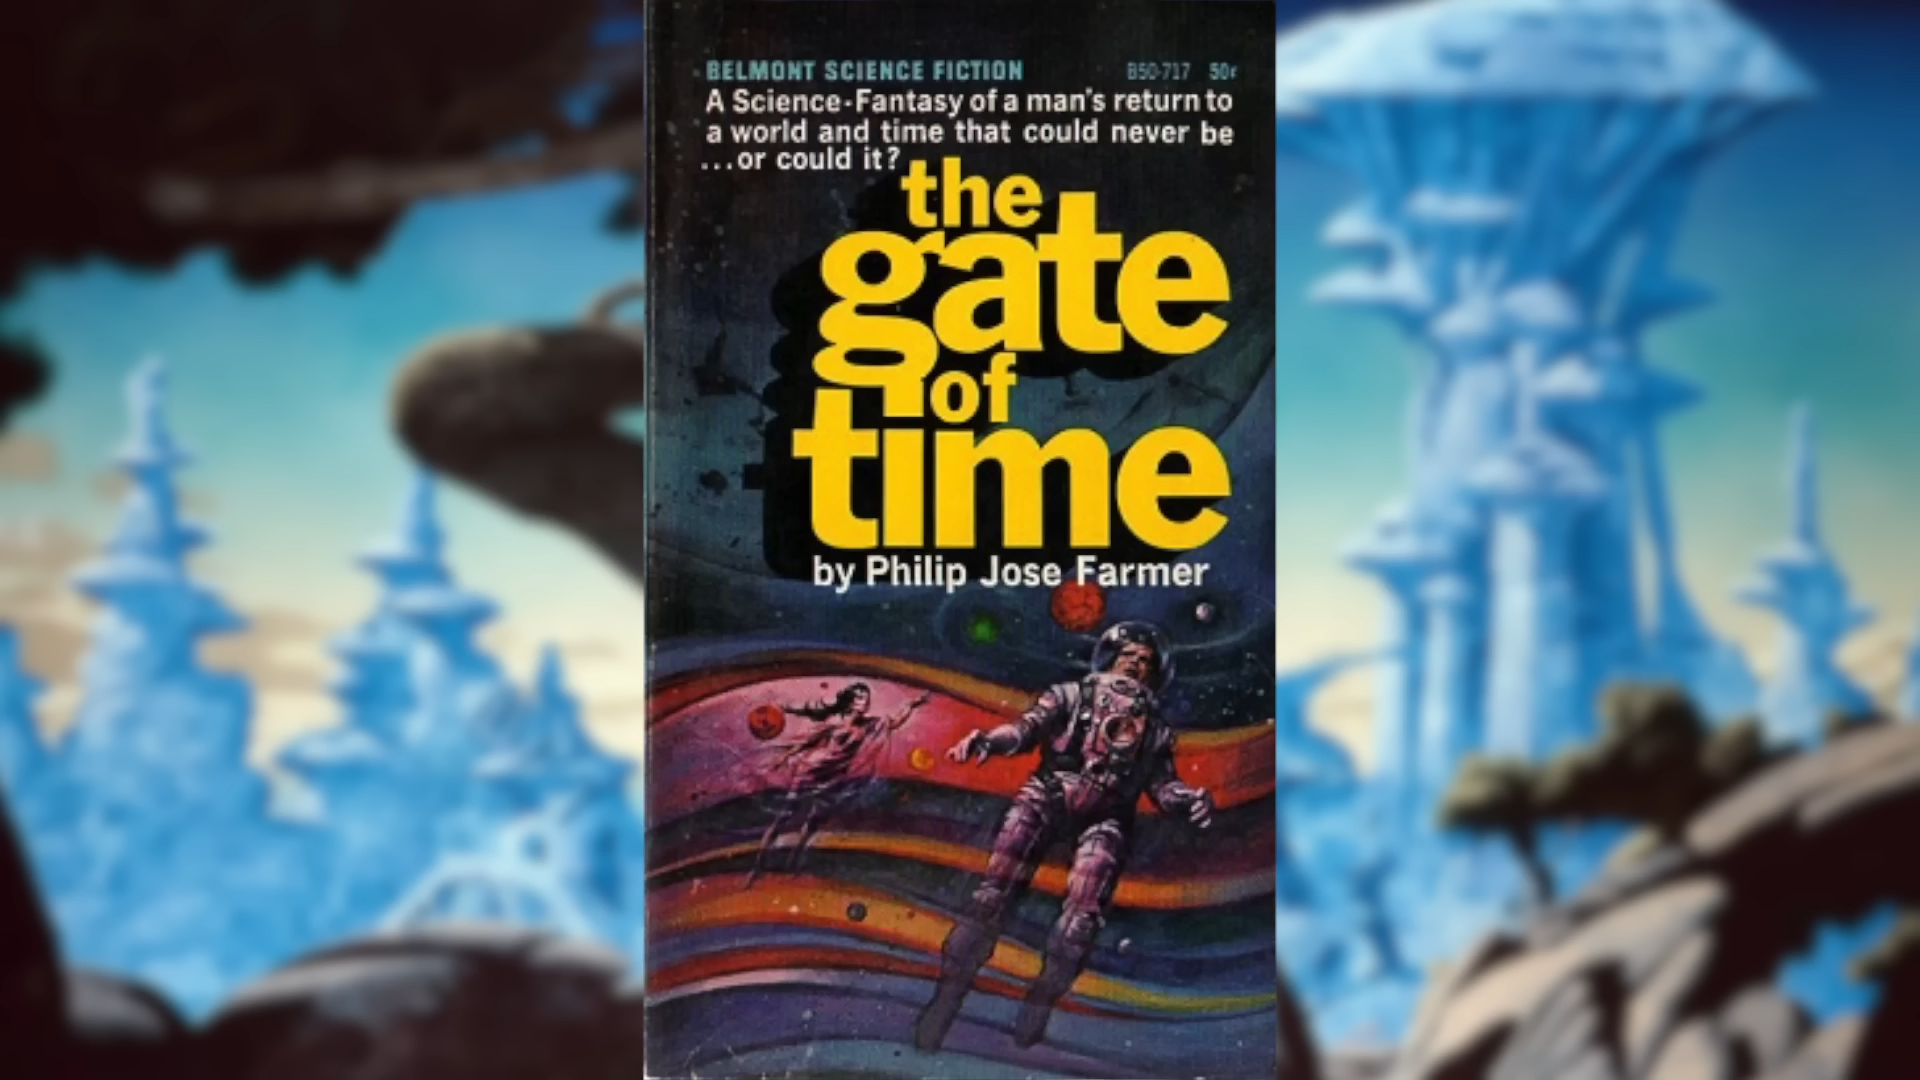 BELMONT SCIENCE FICTION B50-717 50¢
A Science-Fantasy of a man's return to
a world and time that could never be
...or could it?
the
gate
of
time
by Philip Jose Farmer